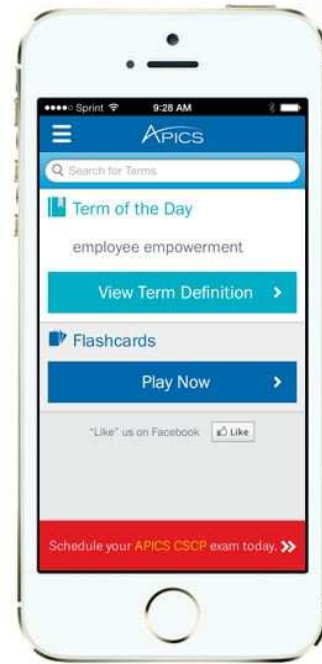 Sprint 9:28 AM
APICS
Search for Terms
Term of the Day
employee empowerment
View Term Definition
Flashcards
Play Now
"Like" us on Facebook Like
Schedule your APICS CSCP exam today.